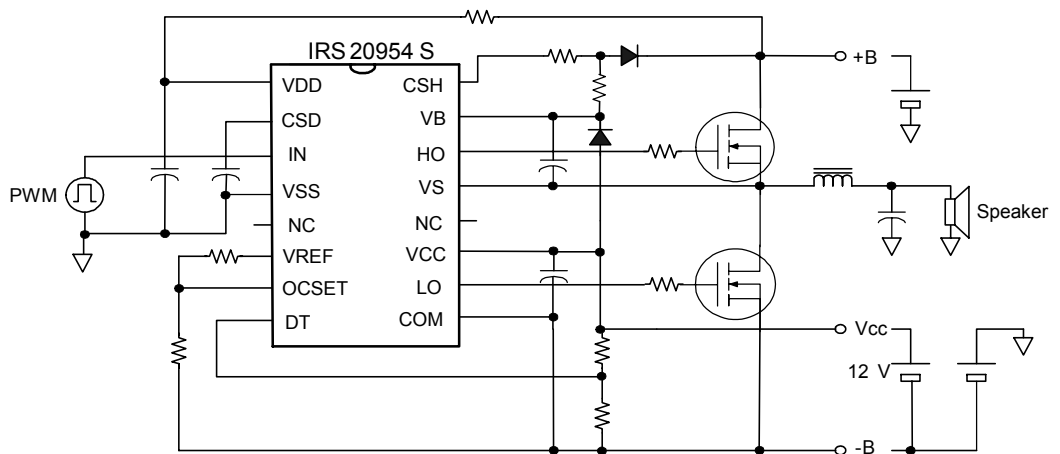 IRS 20954 S
VDD
CSD
IN
VSS
NC
VREF
OCSET
DT
CSH
VB
HO
VS
NC
VCC
LO
COM
PWM
+B
Speaker
Vcc
12 V
-B